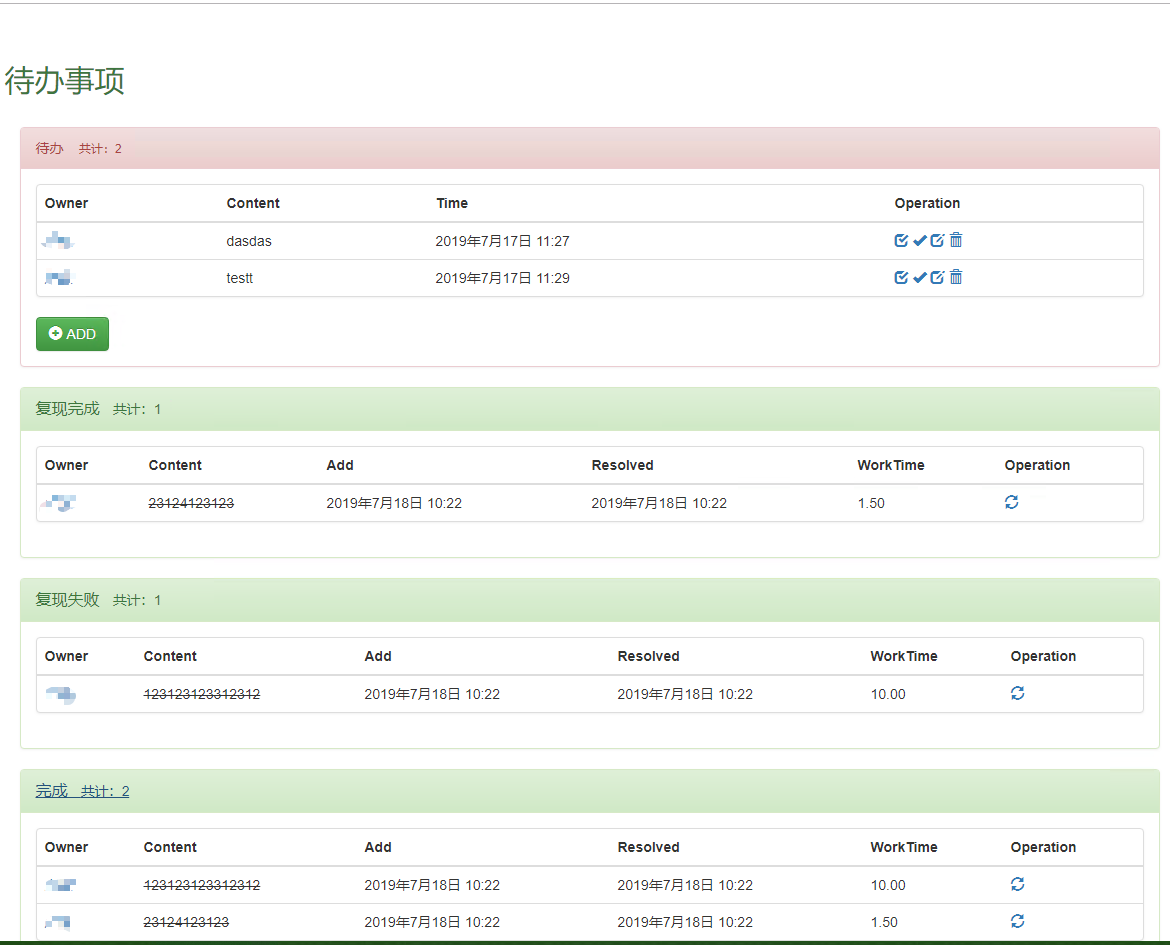 待办事项
待办 共计：2
Owner Content Time Operation
dasdas 2019年7月17日 11:27
testt 2019年7月17日 11:29
ADD
复现完成 共计：1
Owner Content Add Resolved WorkTime Operation
23124123123 2019年7月18日 10:22 2019年7月18日 10:22 1.50
复现失败 共计：1
Owner Content Add Resolved WorkTime Operation
123123123312312 2019年7月18日 10:22 2019年7月18日 10:22 10.00
完成 共计：2
Owner Content Add Resolved WorkTime Operation
123123123312312 2019年7月18日 10:22 2019年7月18日 10:22 10.00
23124123123 2019年7月18日 10:22 2019年7月18日 10:22 1.50